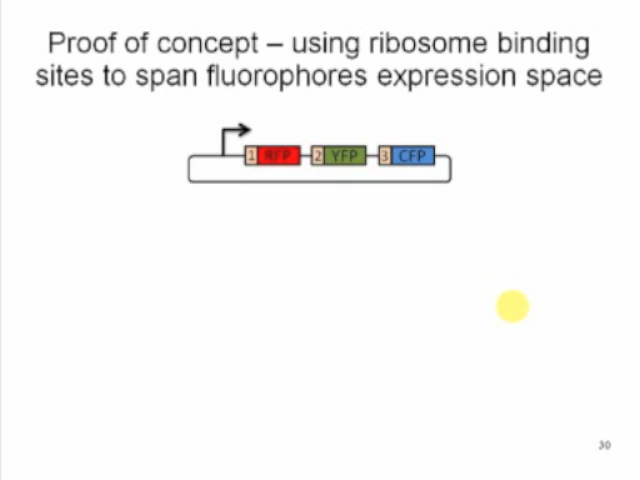 Proof of concept – using ribosome binding
sites to span fluorophores expression space
1 RFP 2 YFP 3 CFP
30